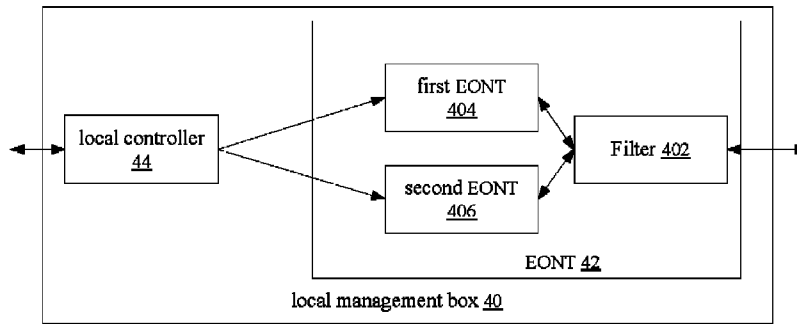 first EONT
404
local controller
44
Filter 402
second EONT
406
EONT 42
local management box 40